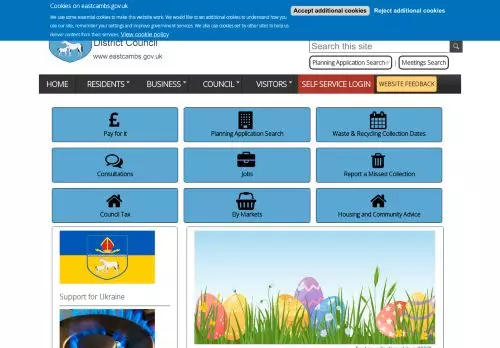 Cookies on eastcambs.gov.uk
We use some essential cookies to make this website work. We would like to set additional cookies to understand how you
use our site, remember your settings and improve government services. We also use cookies set by other sites to help us
deliver content from their services. View cookie policy
Accept additional cookies
Reject additional cookies
District Council
www.eastcambs.gov.uk
Search this site
Planning Application Search
|
Meetings Search
HOME
RESIDENTS
BUSINESS
COUNCIL
VISITORS
SELF SERVICE LOGIN
WEBSITE FEEDBACK
Pay for it
Planning Application Search
Waste & Recycling Collection Dates
Consultations
Jobs
Report a Missed Collection
Council Tax
Ely Markets
Housing and Community Advice
Support for Ukraine